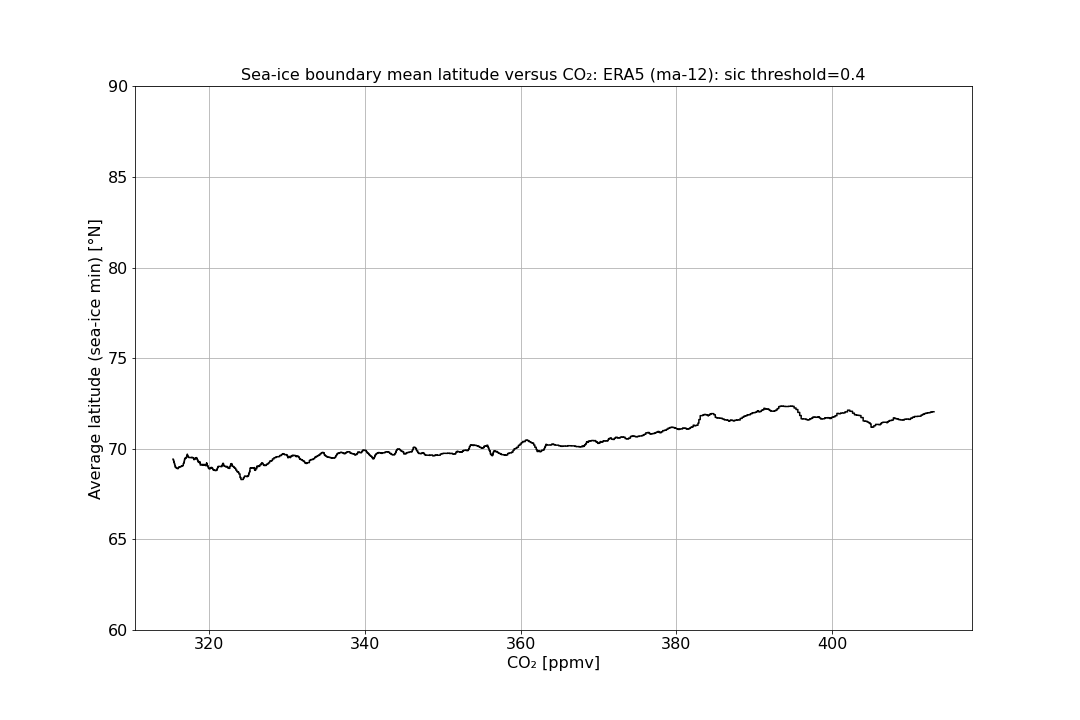 Sea-ice boundary mean latitude versus CO₂: ERA5 (ma-12): sic threshold=0.4
90
85
80
75
70
65
60
Average latitude (sea-ice min) [°N]
320 340 360 380 400
CO₂ [ppmv]